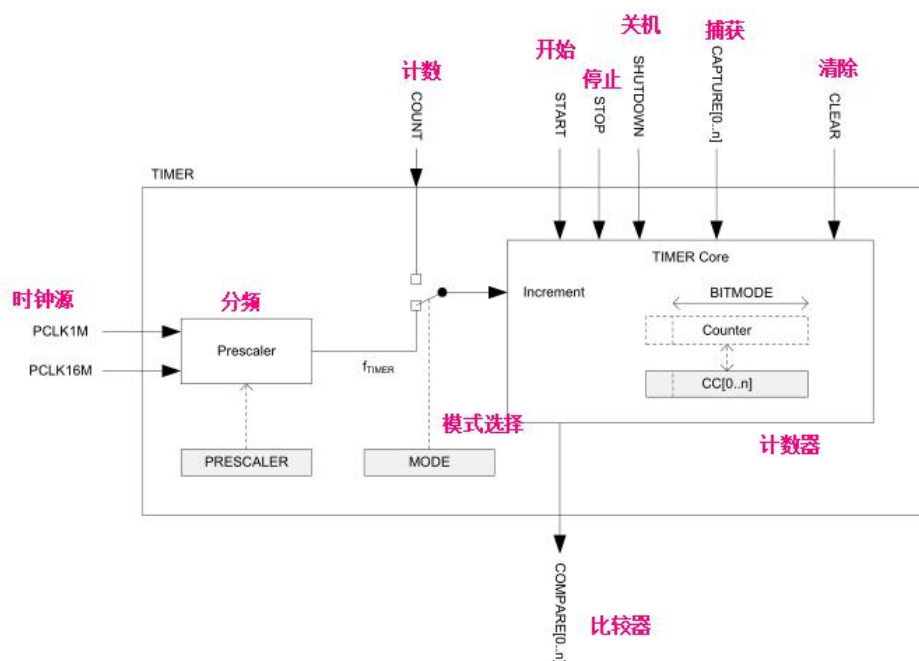 关机
捕获
开始
计数
停止
清除
COUNT
START
STOP
SHUTDOWN
CAPTURE[0..n]
CLEAR
TIMER
TIMER Core
时钟源
分频
Increment
BITMODE
PCLK1M
Prescaler
Counter
PCLK16M
fTIMER
CC[0..n]
模式选择
计数器
PRESCALER
MODE
COMPARE[0..n]
比较器